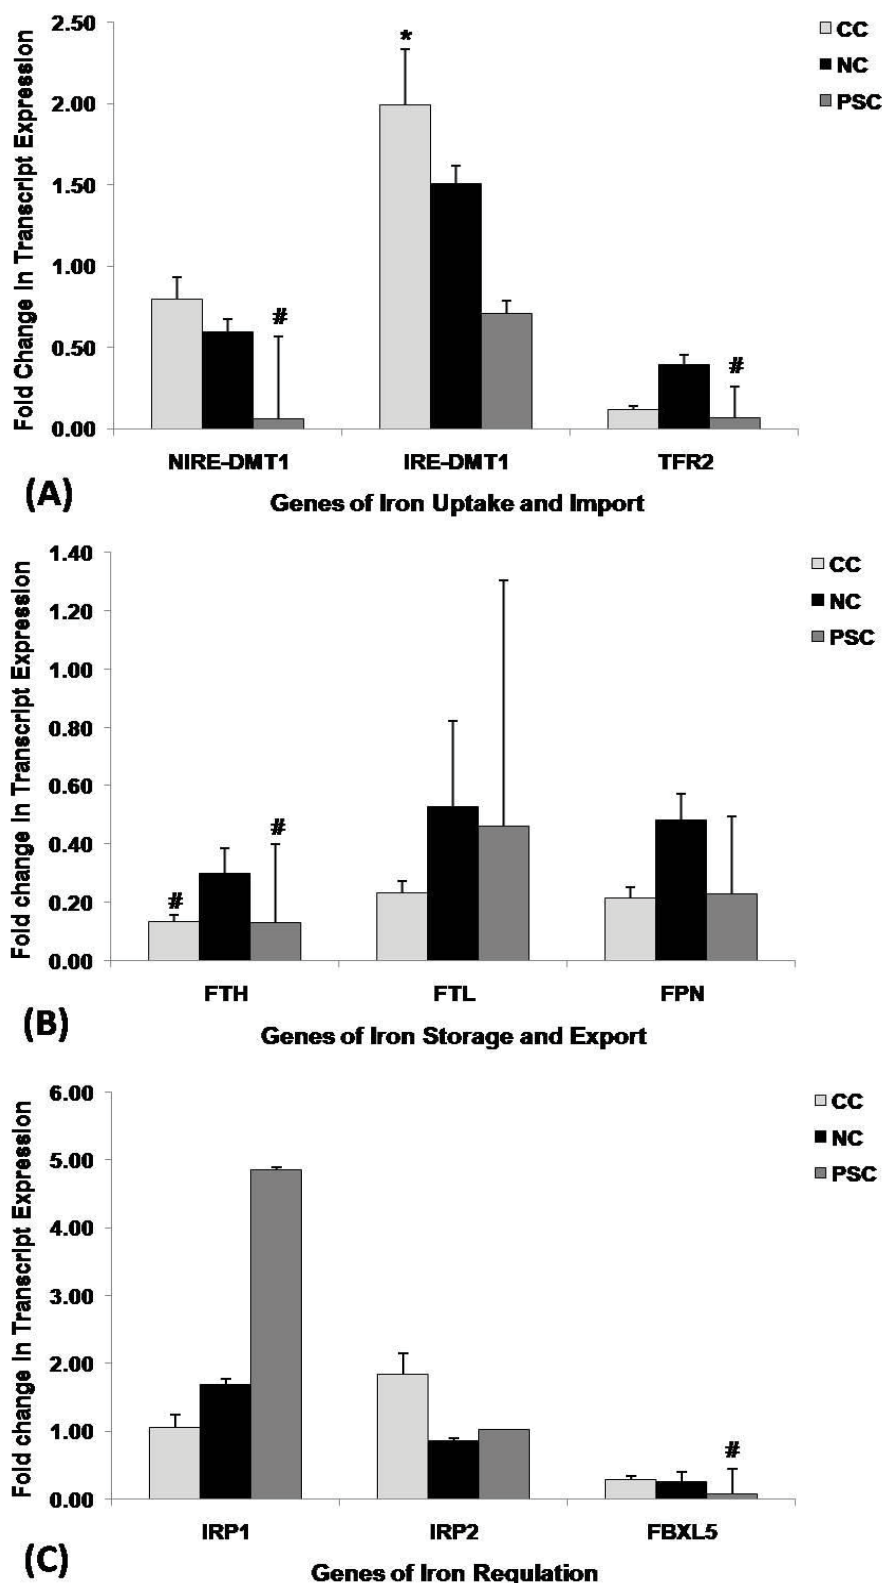 2.50
2.00
1.50
1.00
0.50
0.00
Fold Change In Transcript Expression
*
#
#
CC
NC
PSC
NIRE-DMT1 IRE-DMT1 TFR2
(A)
Genes of Iron Uptake and Import
1.40
1.20
1.00
0.80
0.60
0.40
0.20
0.00
Fold change In Transcript Expression
#
#
CC
NC
PSC
FTH FTL FPN
(B)
Genes of Iron Storage and Export
6.00
5.00
4.00
3.00
2.00
1.00
0.00
Fold change In Transcript Expression
#
CC
NC
PSC
IRP1 IRP2 FBXL5
(C)
Genes of Iron Regulation